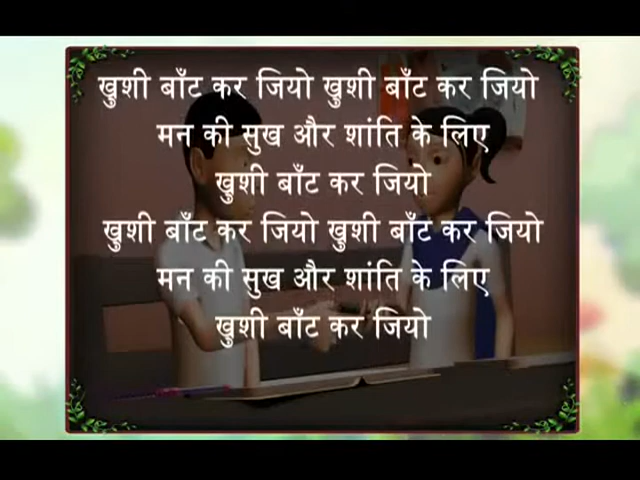 खुशी बाँट कर जियो खुशी बाँट कर जियो
मन की सुख और शांति के लिए
खुशी बाँट कर जियो
खुशी बाँट कर जियो खुशी बाँट कर जियो
मन की सुख और शांति के लिए
खुशी बाँट कर जियो